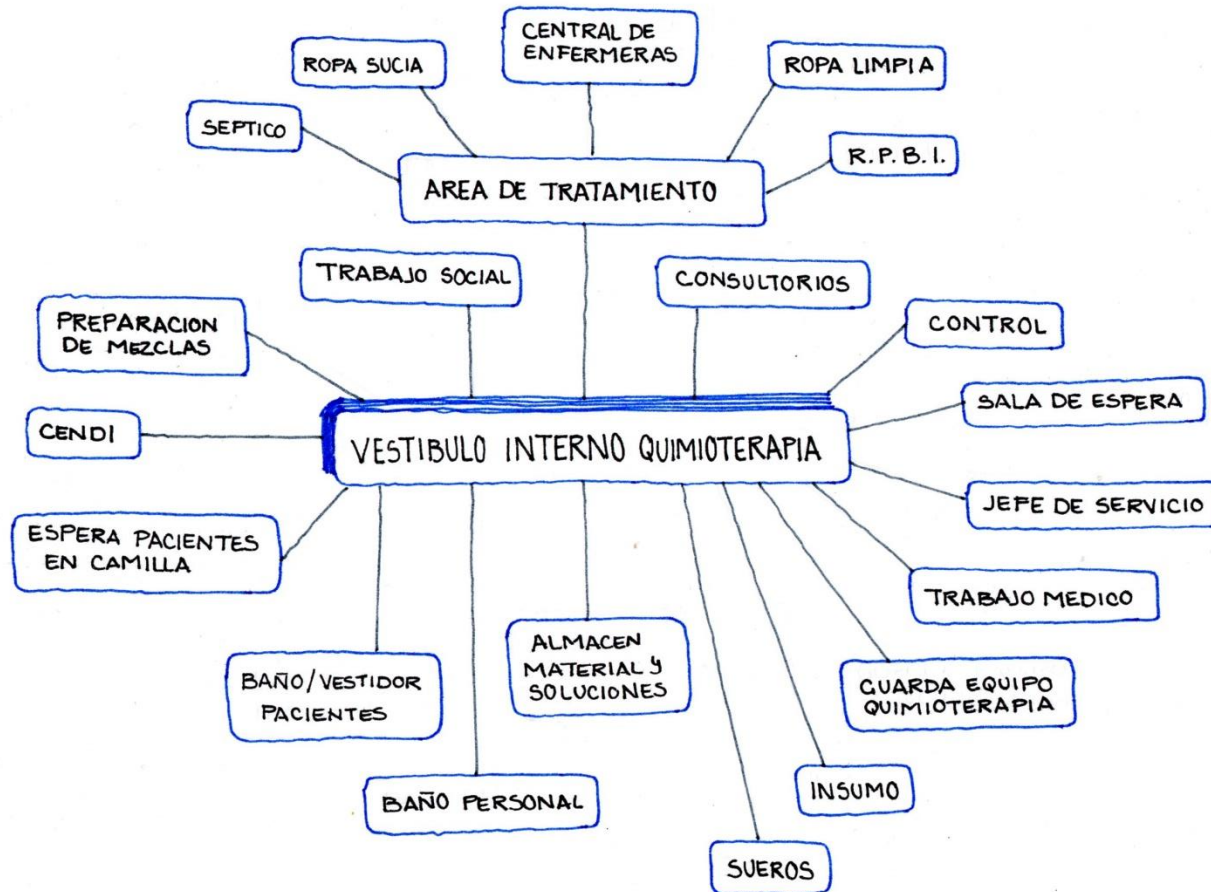 CENTRAL DE
ENFERMERAS
ROPA SUCIA
ROPA LIMPIA
SEPTICO
R.P.B.I.
AREA DE TRATAMIENTO
TRABAJO SOCIAL
CONSULTORIOS
PREPARACION
DE MEZCLAS
CONTROL
SALA DE ESPERA
CENDI
VESTIBULO INTERNO QUIMIOTERAPIA
JEFE DE SERVICIO
ESPERA PACIENTES
EN CAMILLA
TRABAJO MEDICO
ALMACEN
MATERIAL Y
SOLUCIONES
BAÑO/VESTIDOR
PACIENTES
GUARDA EQUIPO
QUIMIOTERAPIA
BAÑO PERSONAL
INSUMO
SUEROS